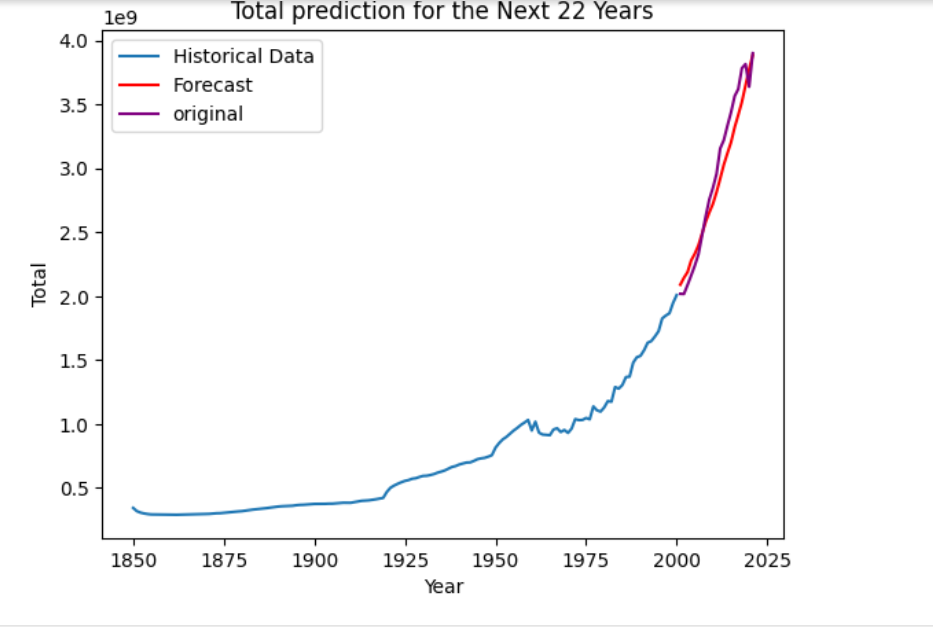 Total prediction for the Next 22 Years
1e9
4.0
3.5
3.0
2.5
2.0
1.5
1.0
0.5
Total
Historical Data
Forecast
original
1850 1875 1900 1925 1950 1975 2000 2025
Year